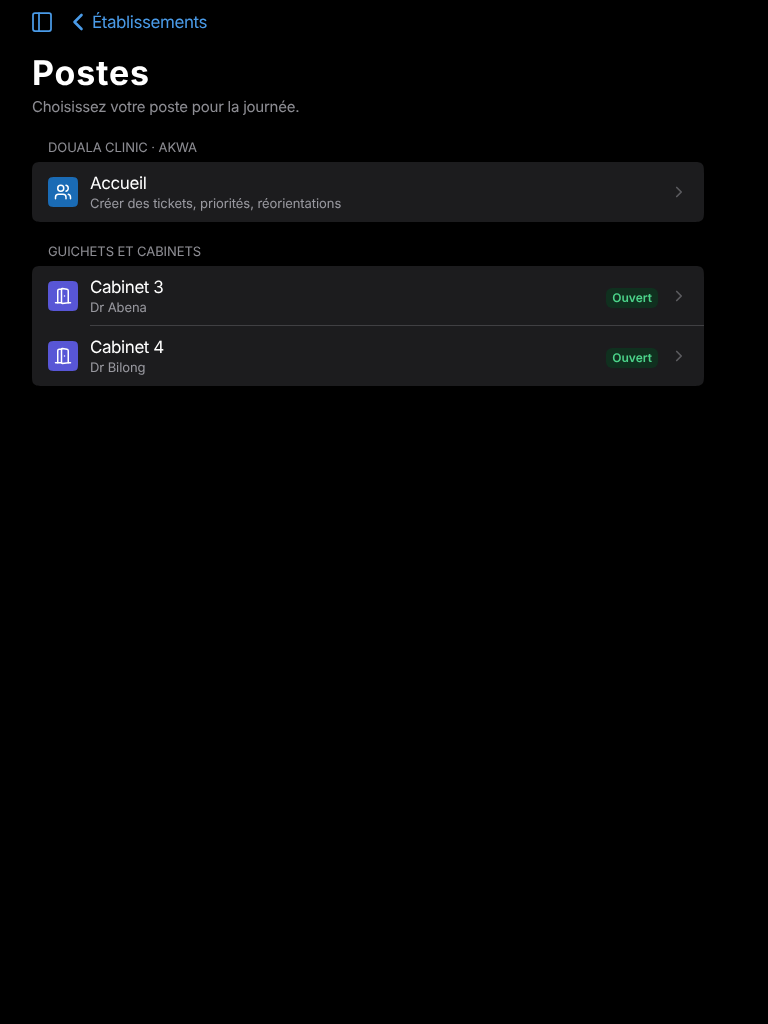 Établissements
Postes
Choisissez votre poste pour la journée.
DOUALA CLINIC · AKWA
Accueil
Créer des tickets, priorités, réorientations
GUICHETS ET CABINETS
Cabinet 3
Dr Abena
Ouvert
Cabinet 4
Dr Bilong
Ouvert